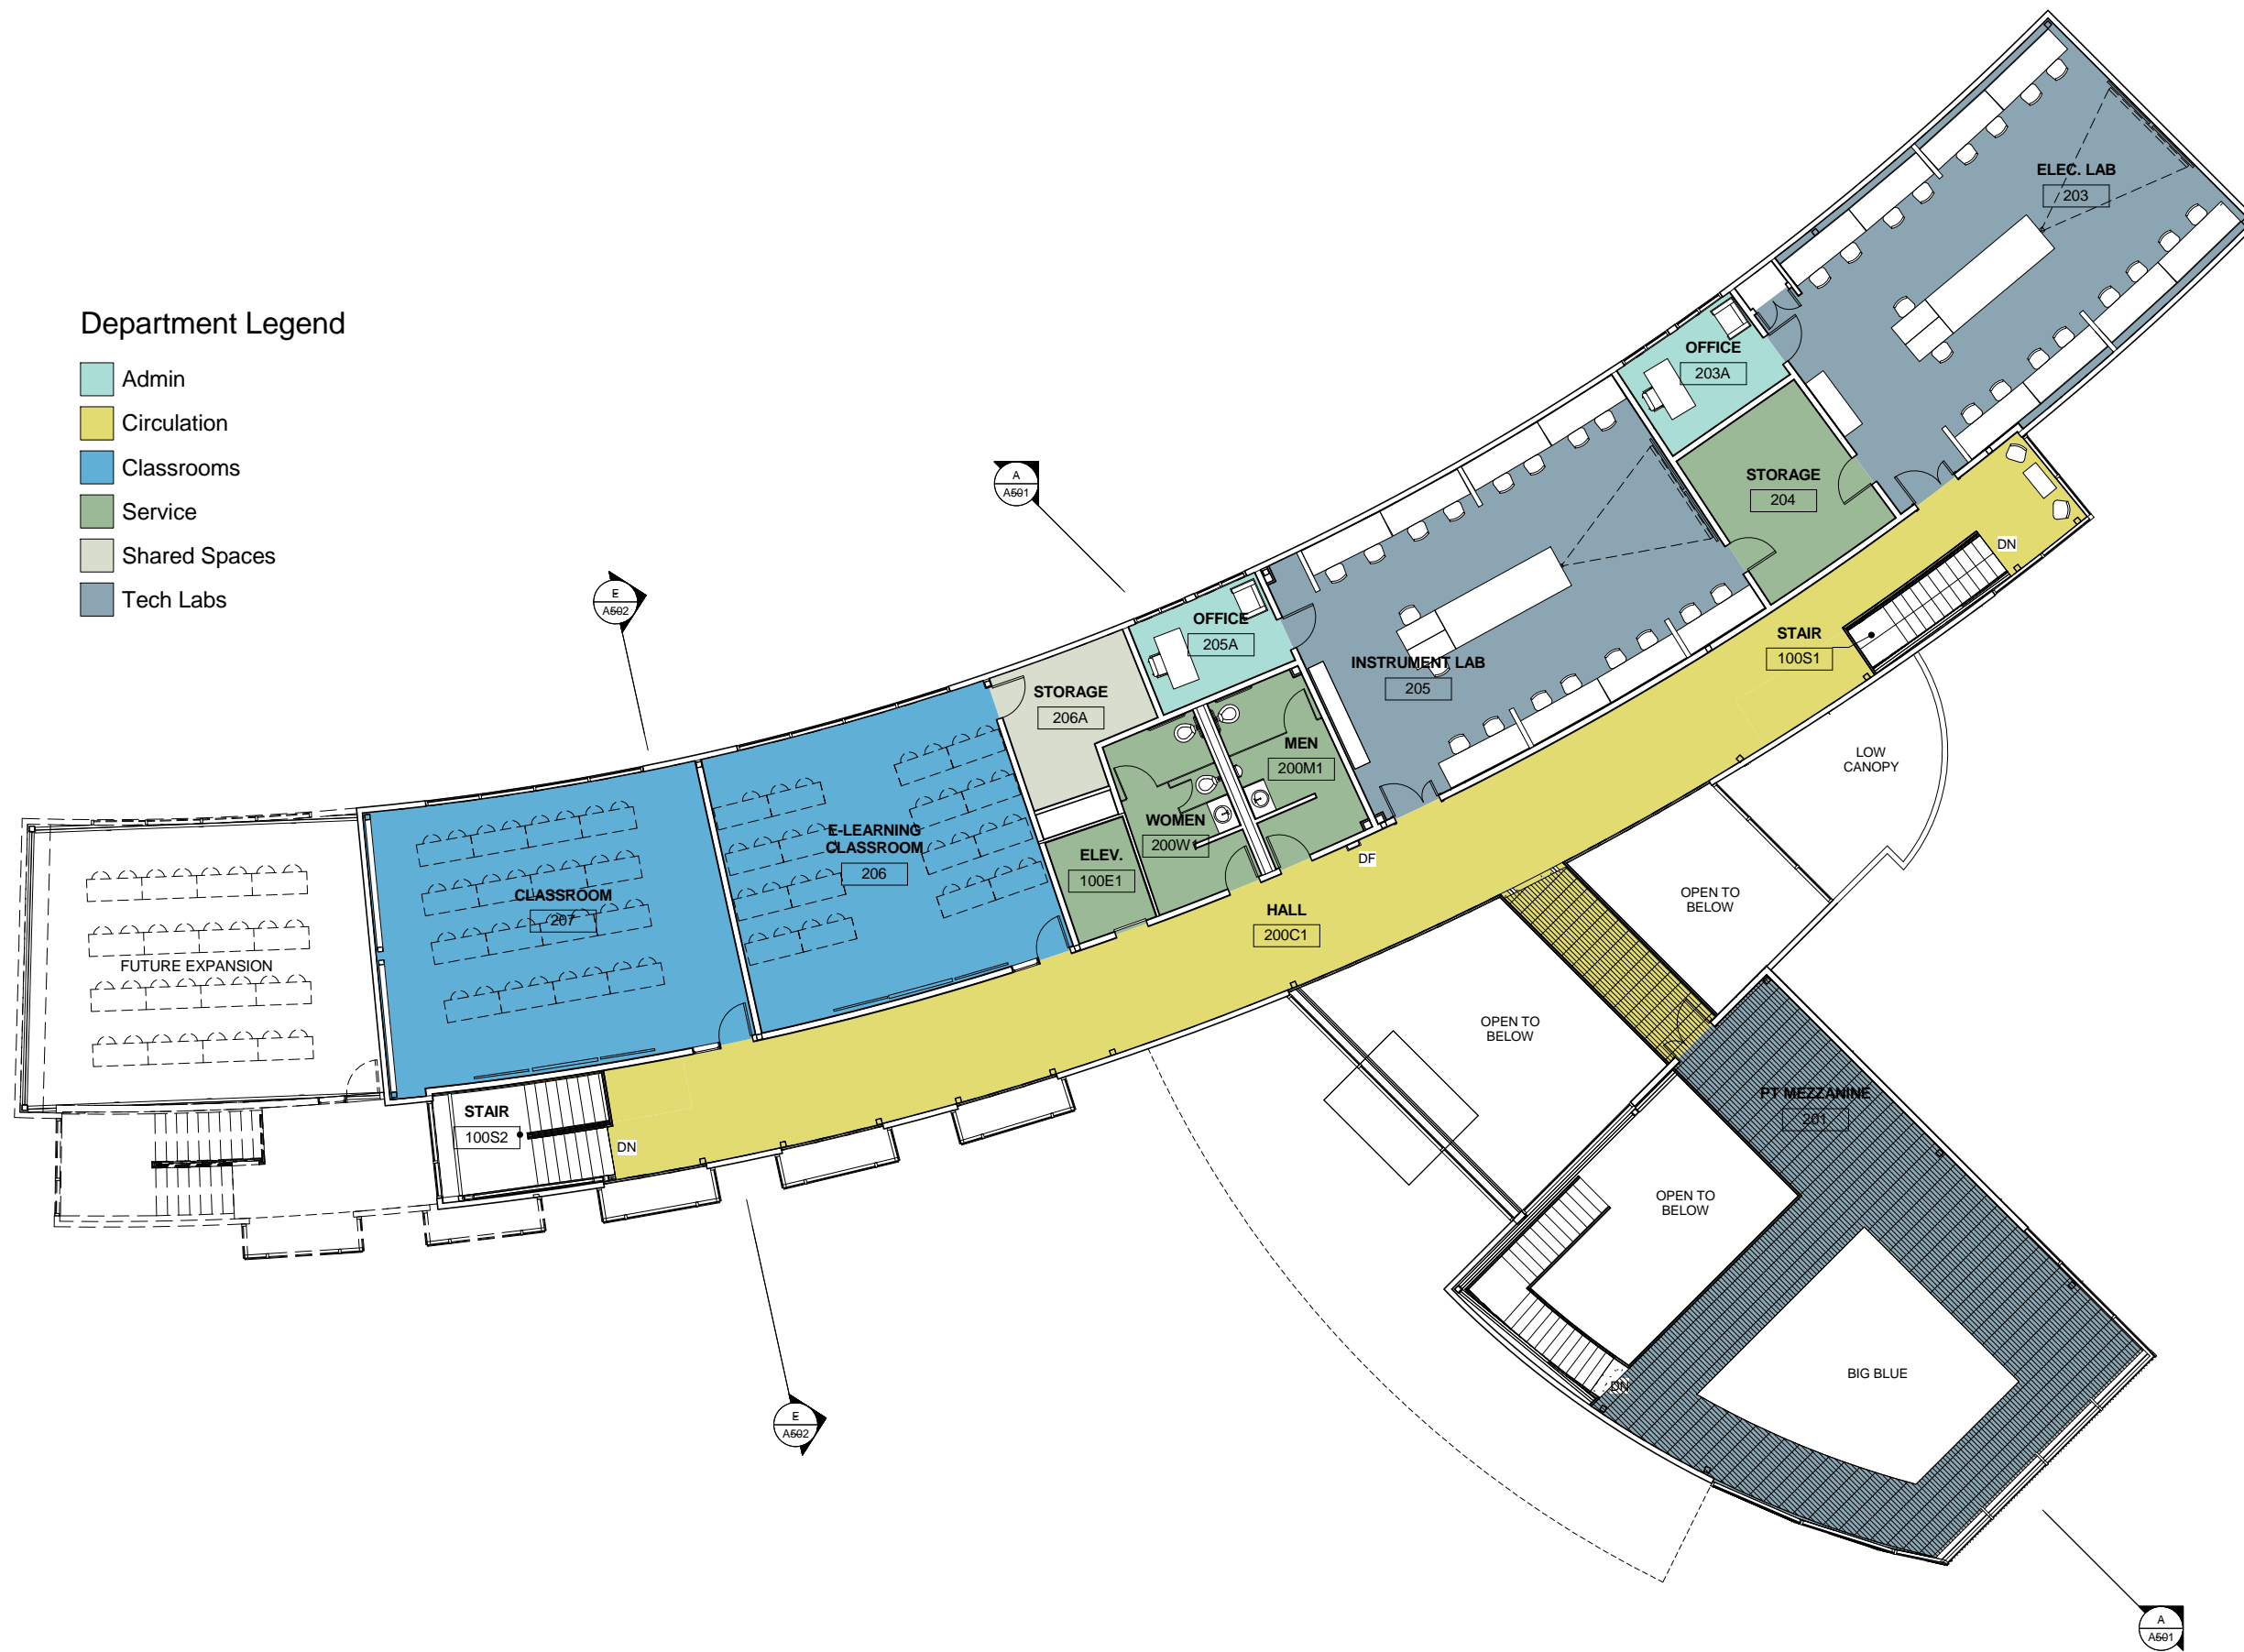 Department Legend
Admin
Circulation
Classrooms
Service
Shared Spaces
Tech Labs
ELEC. LAB
203
OFFICE
203A
STORAGE
204
A
A501
E
A502
OFFICE
205A
INSTRUMENT LAB
205
STORAGE
206A
MEN
200M1
WOMEN
200W1
ELEV.
100E1
E-LEARNING
CLASSROOM
206
CLASSROOM
207
FUTURE EXPANSION
STAIR
100S2
DN
HALL
200C1
DF
STAIR
100S1
DN
LOW
CANOPY
OPEN TO
BELOW
OPEN TO
BELOW
PT MEZZANINE
201
OPEN TO
BELOW
DN
BIG BLUE
E
A502
A
A501